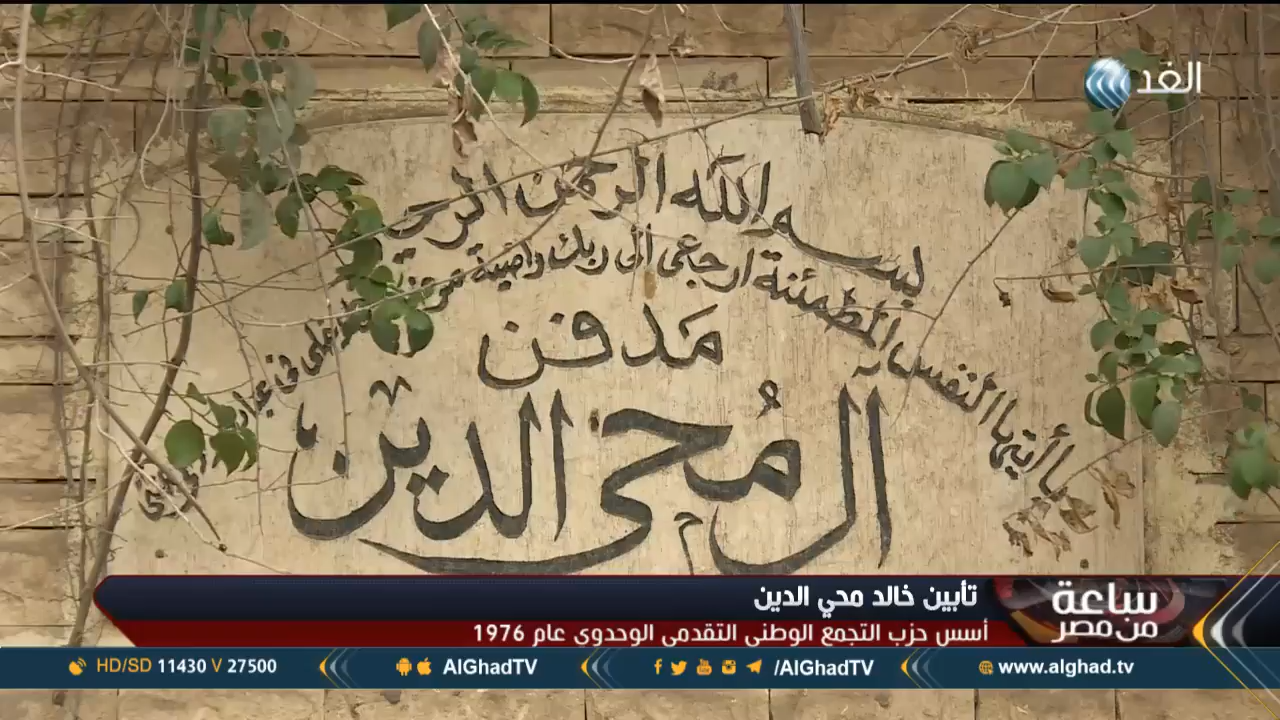 الغد
بسم الله الرحمن الرحيم
يا أيتها النفس المطمئنة ارجعى الى ربك راضية
مدفن
آل محى الدين
تأبين خالد محي الدين
أسس حزب التجمع الوطنى التقدمى الوحدوى عام 1976
ساعة
من مصر
HD/SD 11430 V 27500
AlGhadTV
/AlGhadTV
www.alghad.tv